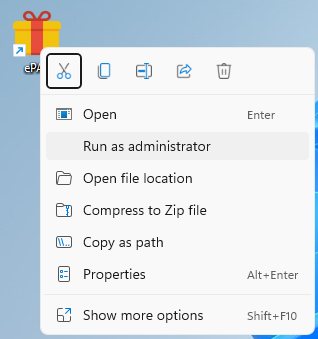 Open Enter
Run as administrator
Open file location
Compress to Zip file
Copy as path
Properties Alt+Enter
Show more options Shift+F10